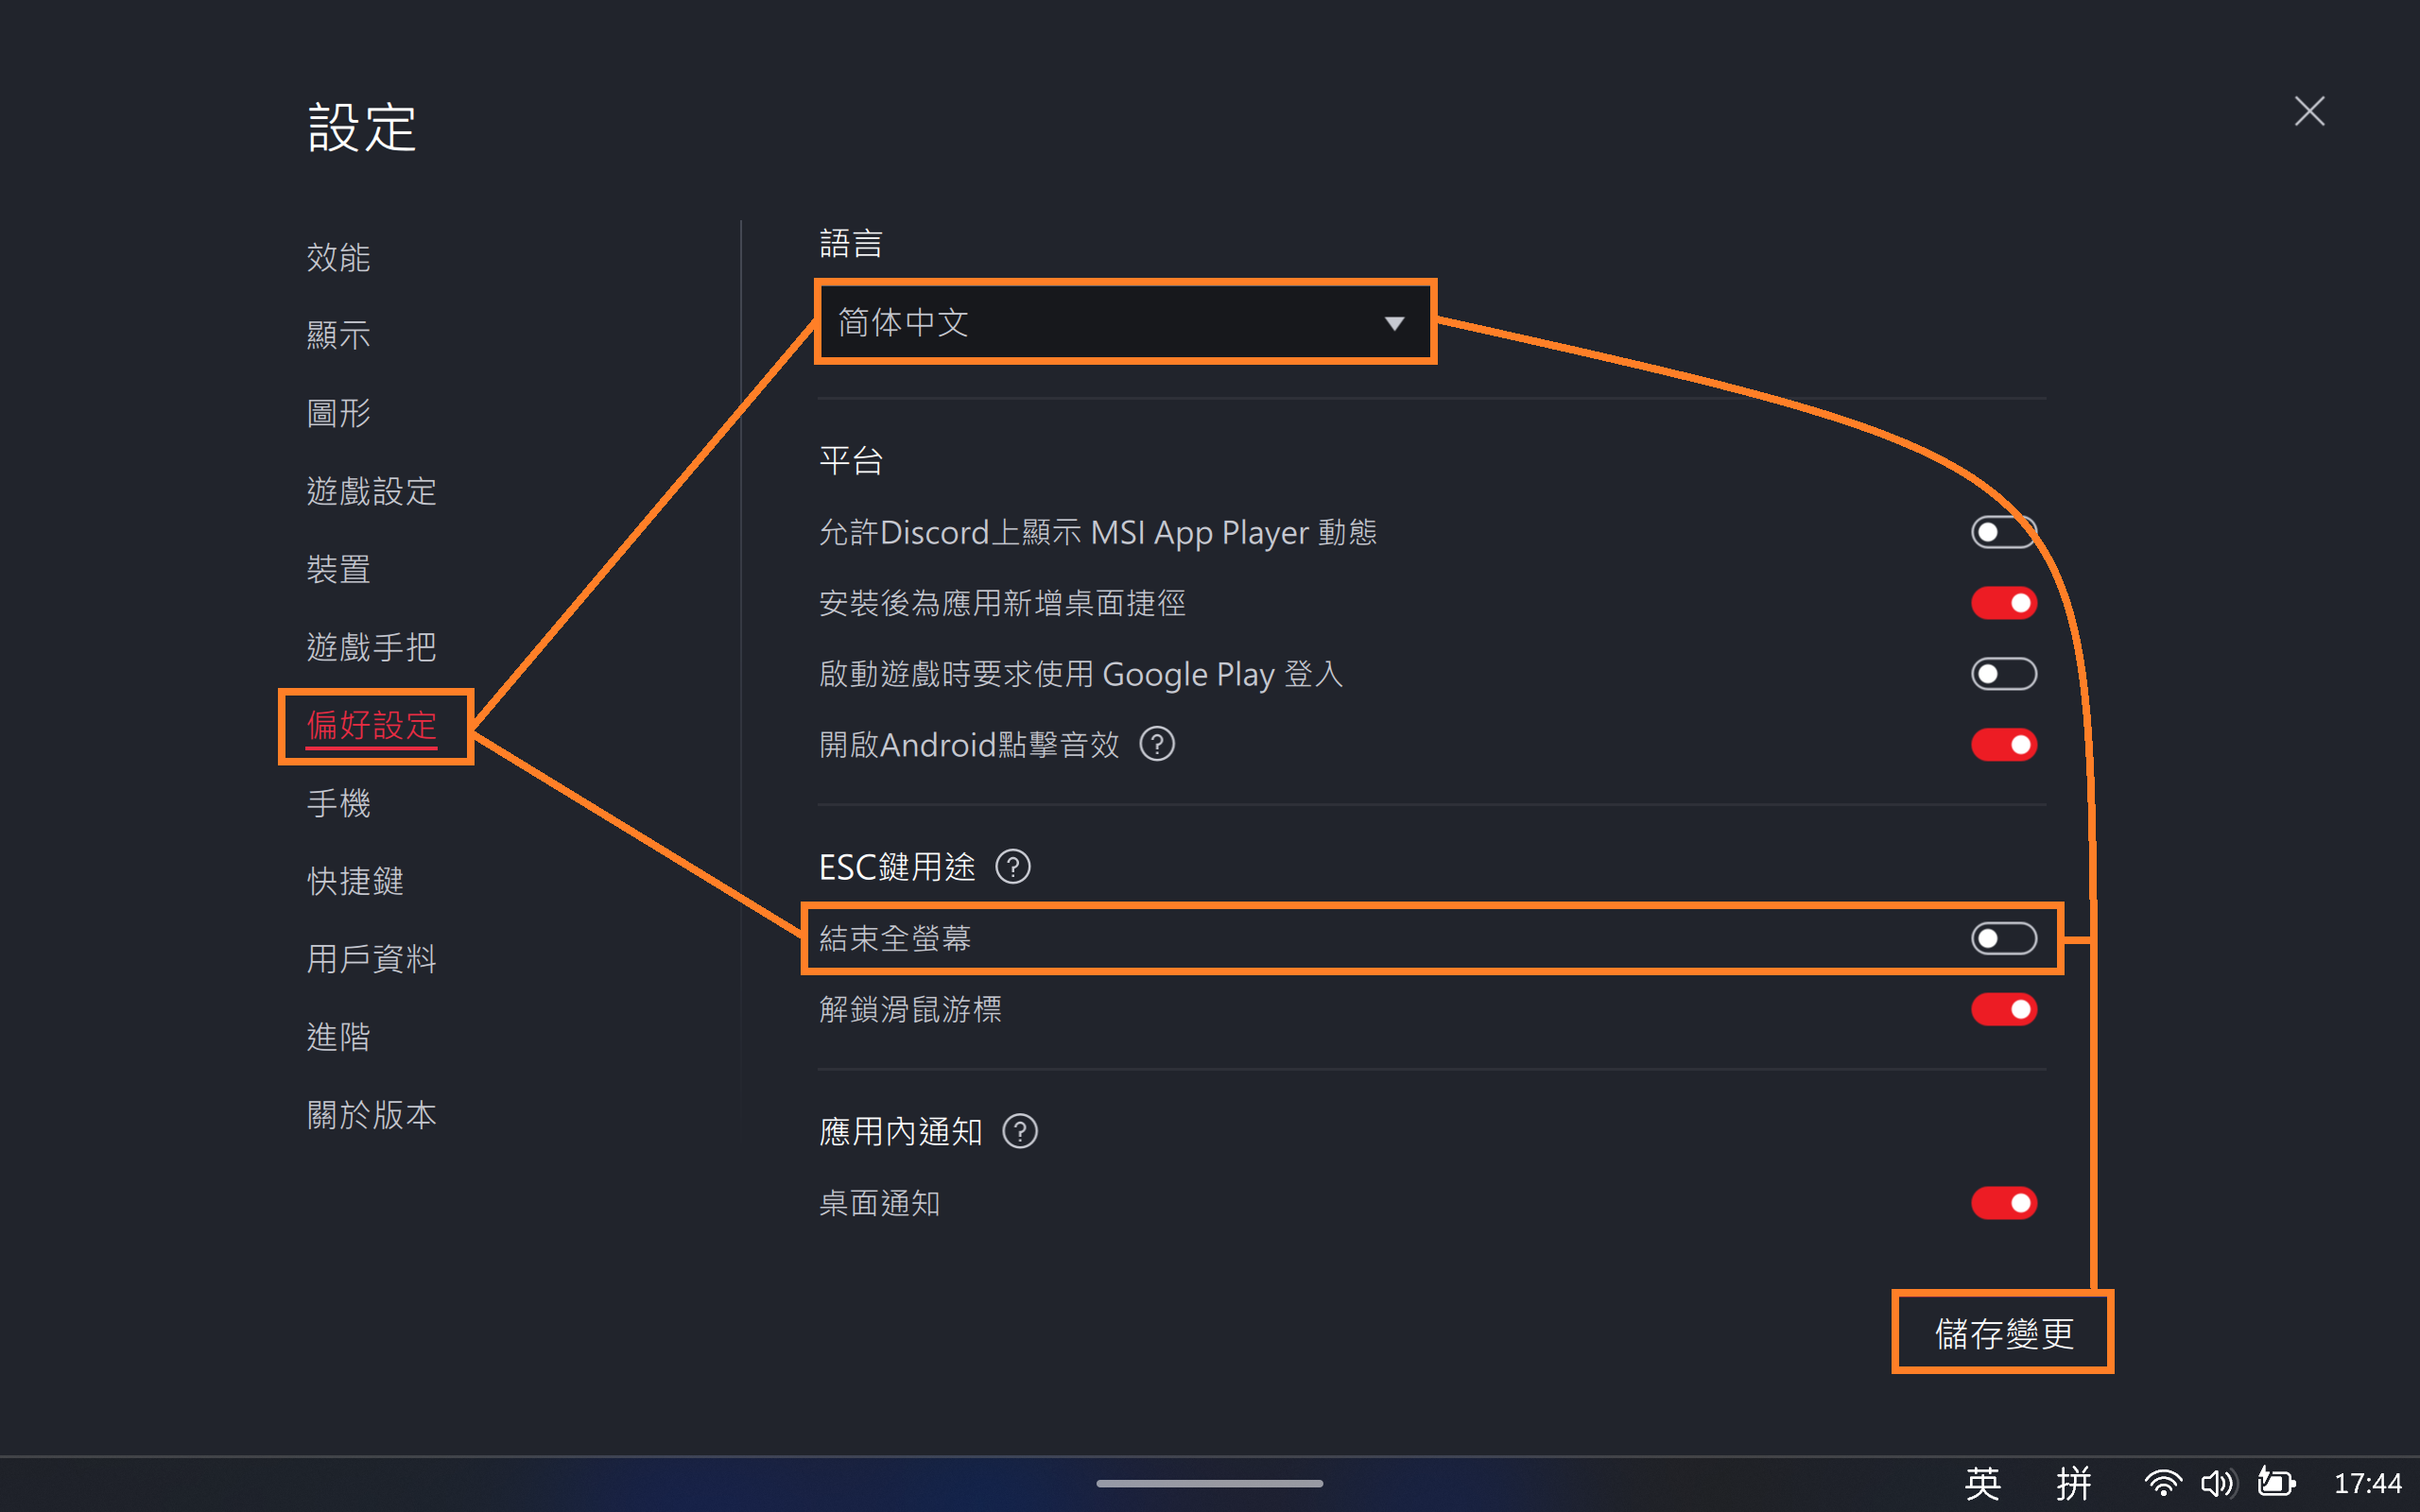 設定
效能
顯示
圖形
遊戲設定
裝置
遊戲手把
偏好設定
手機
快捷鍵
用戶資料
進階
關於版本
語言
简体中文
平台
允許Discord上顯示 MSI App Player 動態
安裝後為應用新增桌面捷徑
啟動遊戲時要求使用 Google Play 登入
開啟Android點擊音效 ?
ESC鍵用途 ?
結束全螢幕
解鎖滑鼠游標
應用內通知 ?
桌面通知
儲存變更
英 拼 17:44